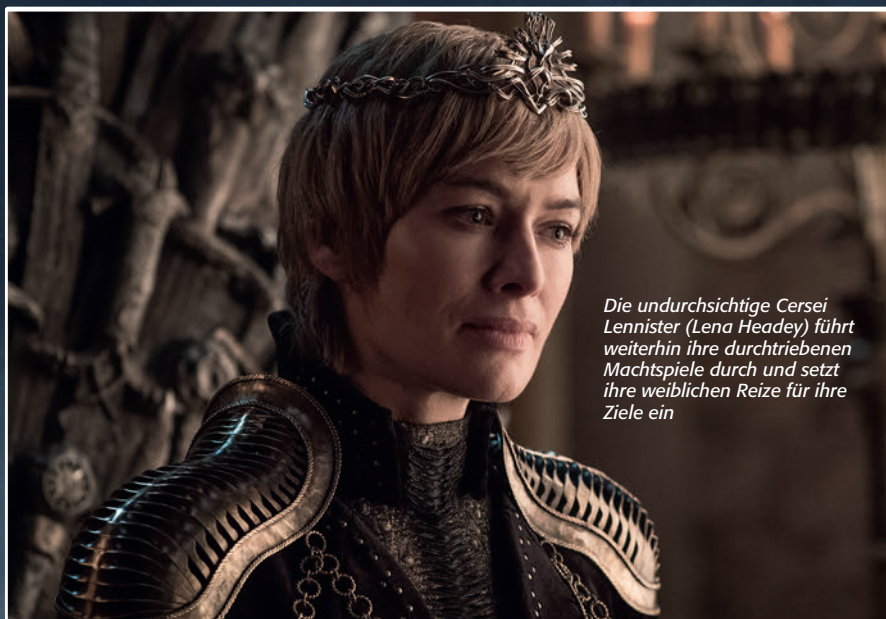 Die undurchsichtige Cersei
Lennister (Lena Headey) führt
weiterhin ihre durchtriebenen
Machtspiele durch und setzt
ihre weiblichen Reize für ihre
Ziele ein